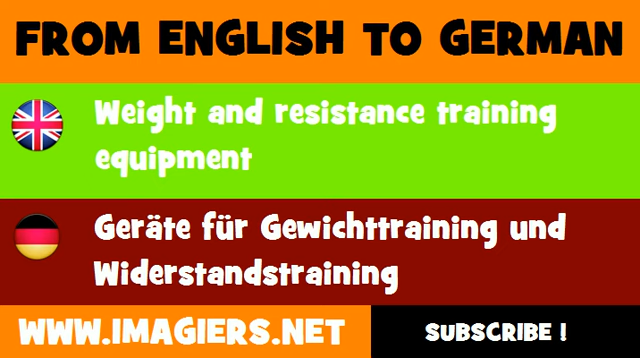 FROM ENGLISH TO GERMAN
Weight and resistance training
equipment
Geräte für Gewichttraining und
Widerstandstraining
WWW.IMAGIERS.NET
SUBSCRIBE !